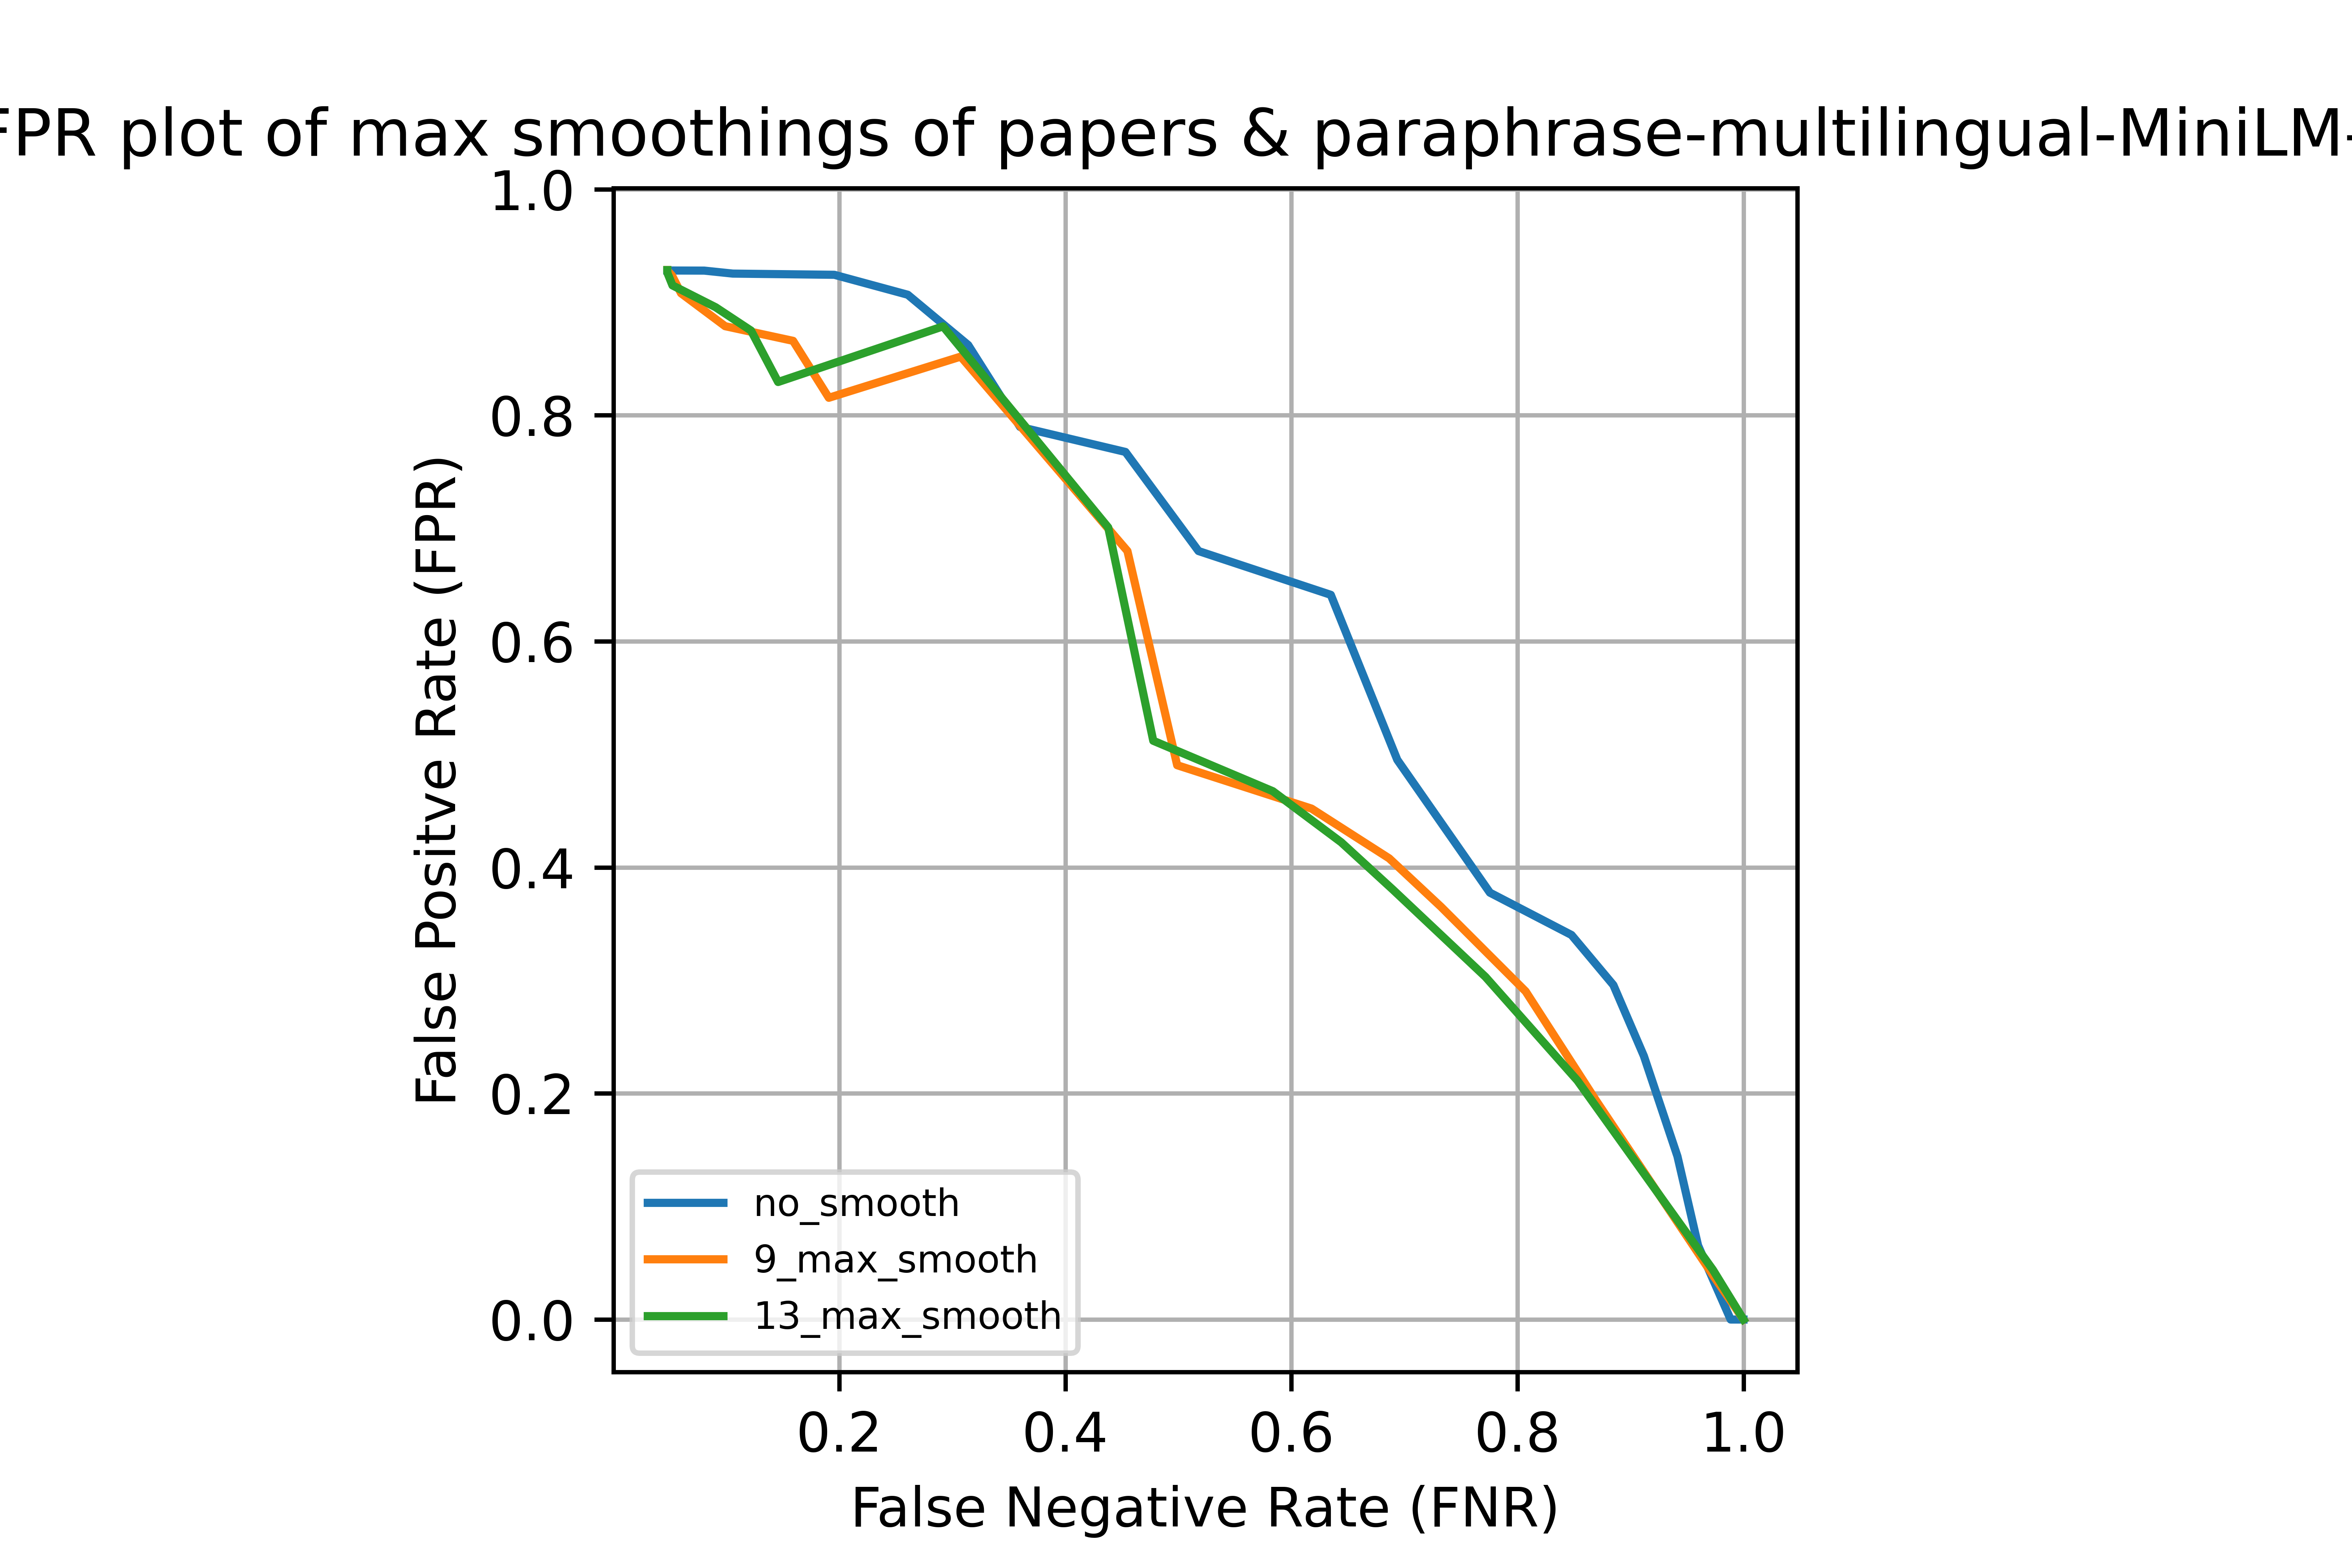 FPR plot of max smoothings of papers & paraphrase-multilingual-MiniLM-
1.0
0.8
0.6
0.4
0.2
0.0
False Positve Rate (FPR)
no_smooth
9_max_smooth
13_max_smooth
0.2 0.4 0.6 0.8 1.0
False Negative Rate (FNR)